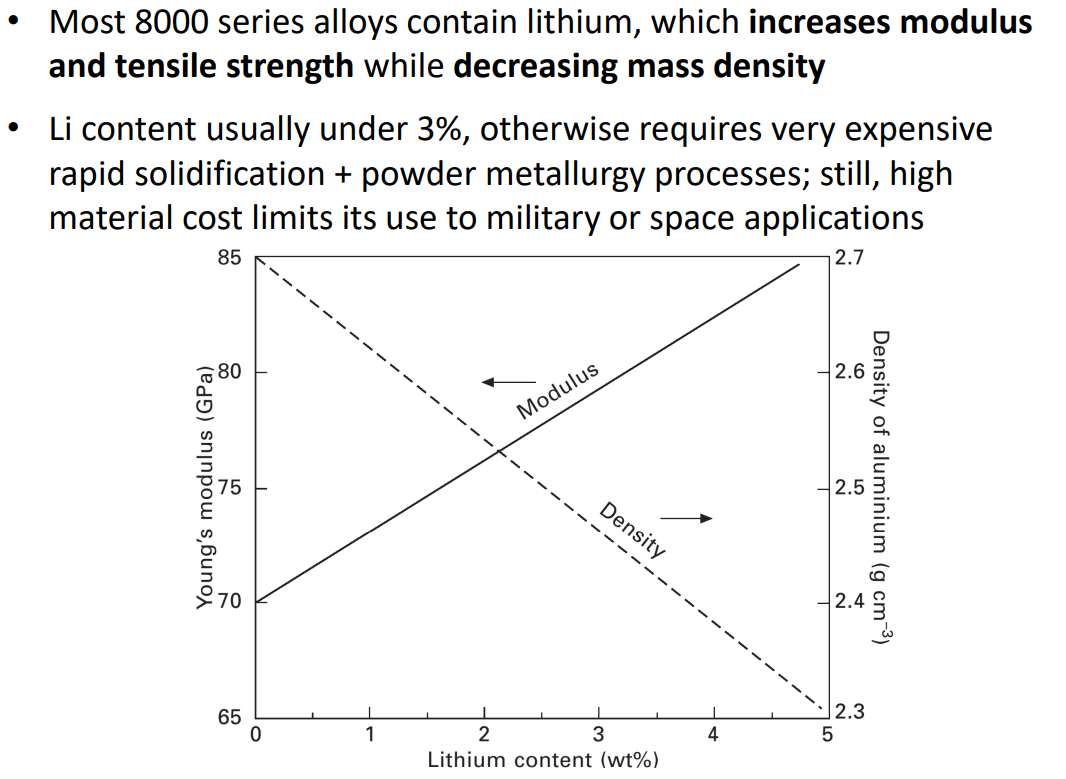 • Most 8000 series alloys contain lithium, which increases modulus
and tensile strength while decreasing mass density
• Li content usually under 3%, otherwise requires very expensive
rapid solidification + powder metallurgy processes; still, high
material cost limits its use to military or space applications
85
80
75
70
65
Young's modulus (GPa)
Modulus
Density
2.7
2.6
2.5
2.4
2.3
Density of aluminium (g cm⁻³)
0 1 2 3 4 5
Lithium content (wt%)